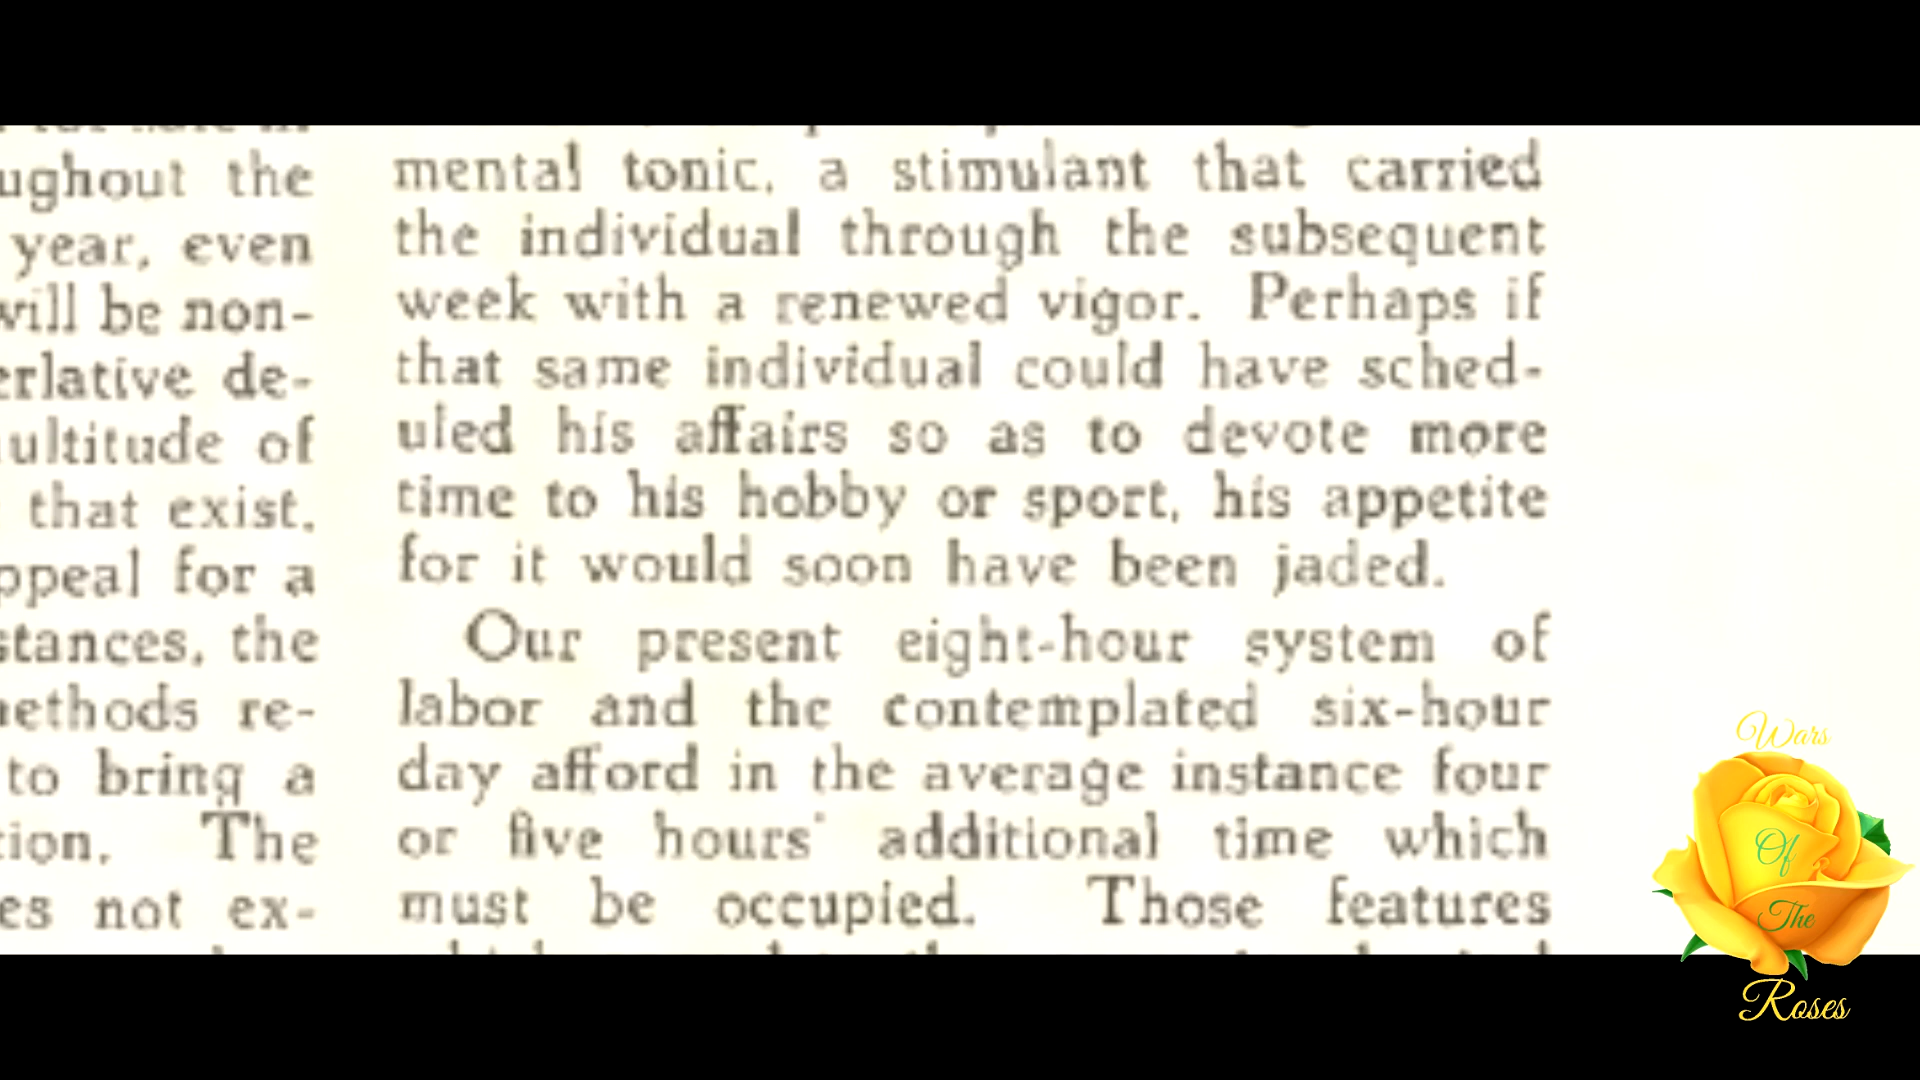 ughout the
year, even
will be non-
erlative de-
ultitude of
that exist,
ppeal for a
stances, the
methods re-
to bring a
tion. The
es not ex-
mental tonic, a stimulant that carried
the individual through the subsequent
week with a renewed vigor. Perhaps if
that same individual could have sched-
uled his affairs so as to devote more
time to his hobby or sport, his appetite
for it would soon have been jaded.
Our present eight-hour system of
labor and the contemplated six-hour
day afford in the average instance four
or five hours' additional time which
must be occupied. Those features
Wars
Of
The
Roses